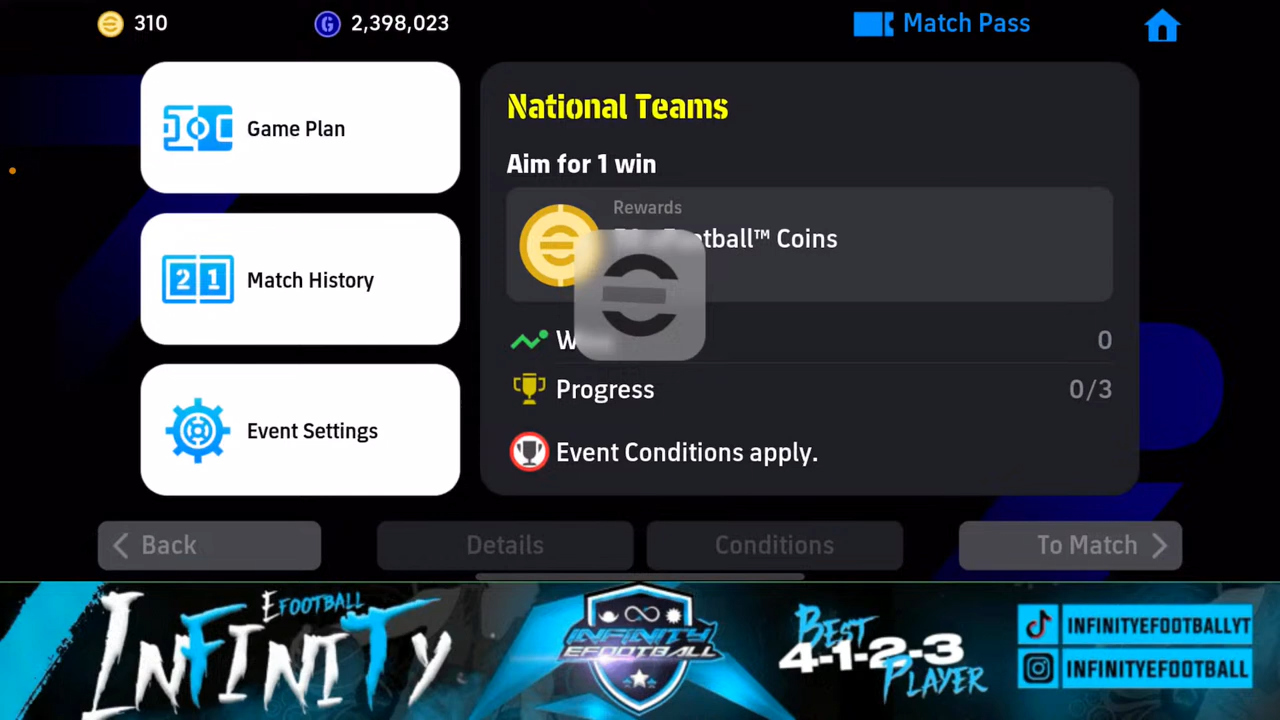 310
2,398,023
Match Pass
Game Plan
Match History
Event Settings
National Teams
Aim for 1 win
Rewards
Football™ Coins
0
Progress
0/3
Event Conditions apply.
Back
Details
Conditions
To Match
EFOOTBALL
INFINITY
INFINITY
EFOOTBALL
BEST
4-1-2-3
PLAYER
INFINITYEFOOTBALLYT
INFINITYEFOOTBALL